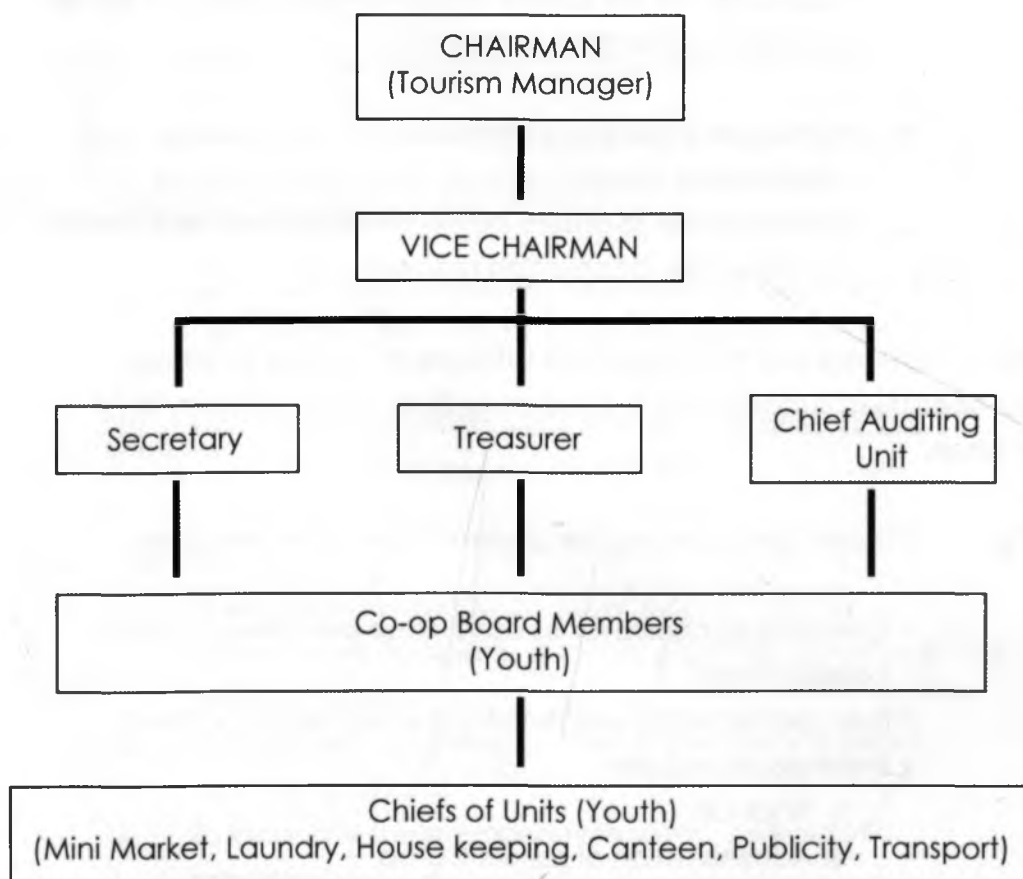 CHAIRMAN
(Tourism Manager)
VICE CHAIRMAN
Secretary
Treasurer
Chief Auditing
Unit
Co-op Board Members
(Youth)
Chiefs of Units (Youth)
(Mini Market, Laundry, House keeping, Canteen, Publicity, Transport)